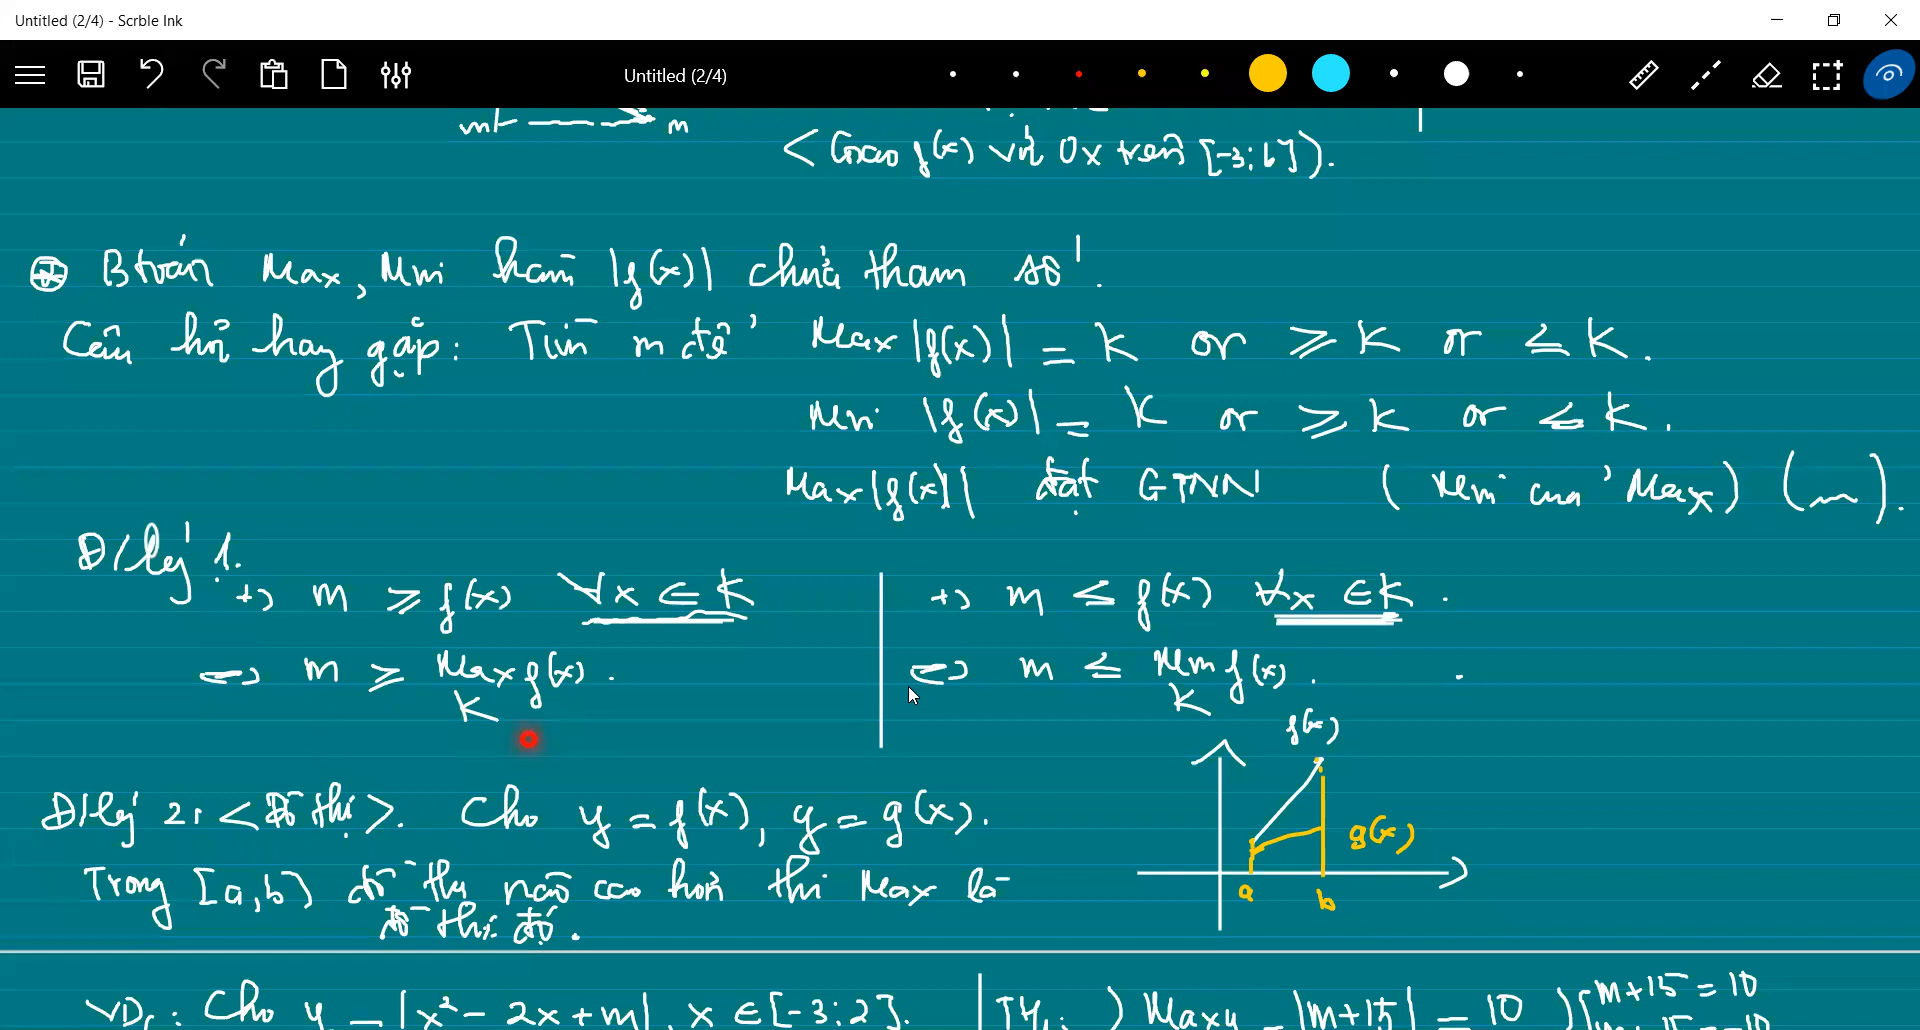 Untitled (2/4) - Scrble Ink
Untitled (2/4)
m
< Giao f(x) với Ox trên [-3; 6]).
Btoán Max, Min hàm |f(x)| chứa tham số.
Câu hỏi hay gặp: Tìm m để Max |f(x)| = k or ≥ k or ≤ k.
Min |f(x)| = k or ≥ k or ≤ k.
Max |f(x)| đạt GTNN (Min của Max) (...).
Đ/lý 1.
+) m ≥ f(x) ∀x ∈ K
⇔ m ≥ Max f(x).
K
+) m ≤ f(x) ∀x ∈ K.
⇔ m ≤ Min f(x).
K
f(x)
g(x)
a b
Đ/lý 2: <Đồ thị>. Cho y = f(x), y = g(x).
Trong [a,b] đồ thị nào cao hơn thì Max là
đồ thị đó.
Cho y = |x² - 2x + m|, x ∈ [-3; 2].
) Max y = |m+15| = 10
m+15 = 10
m+15 = -10